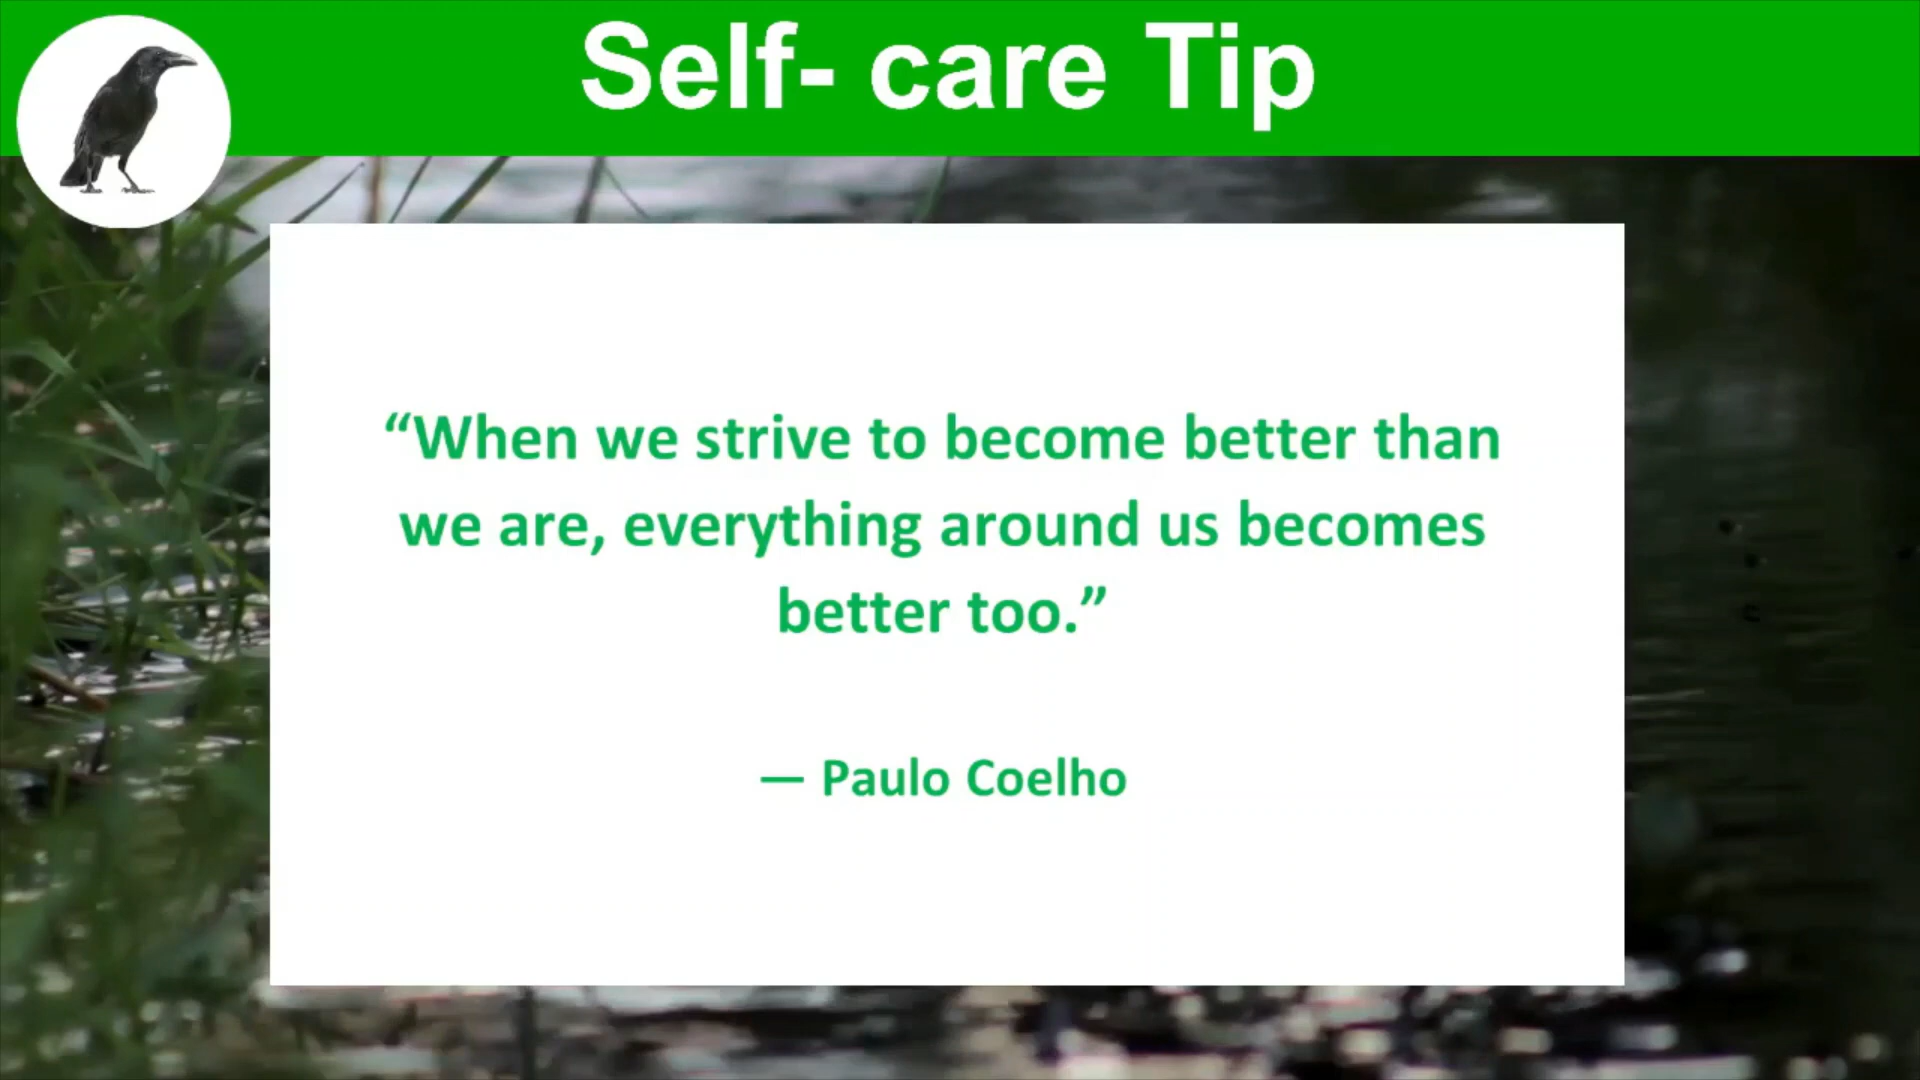 Self- care Tip
“When we strive to become better than
we are, everything around us becomes
better too.”
— Paulo Coelho